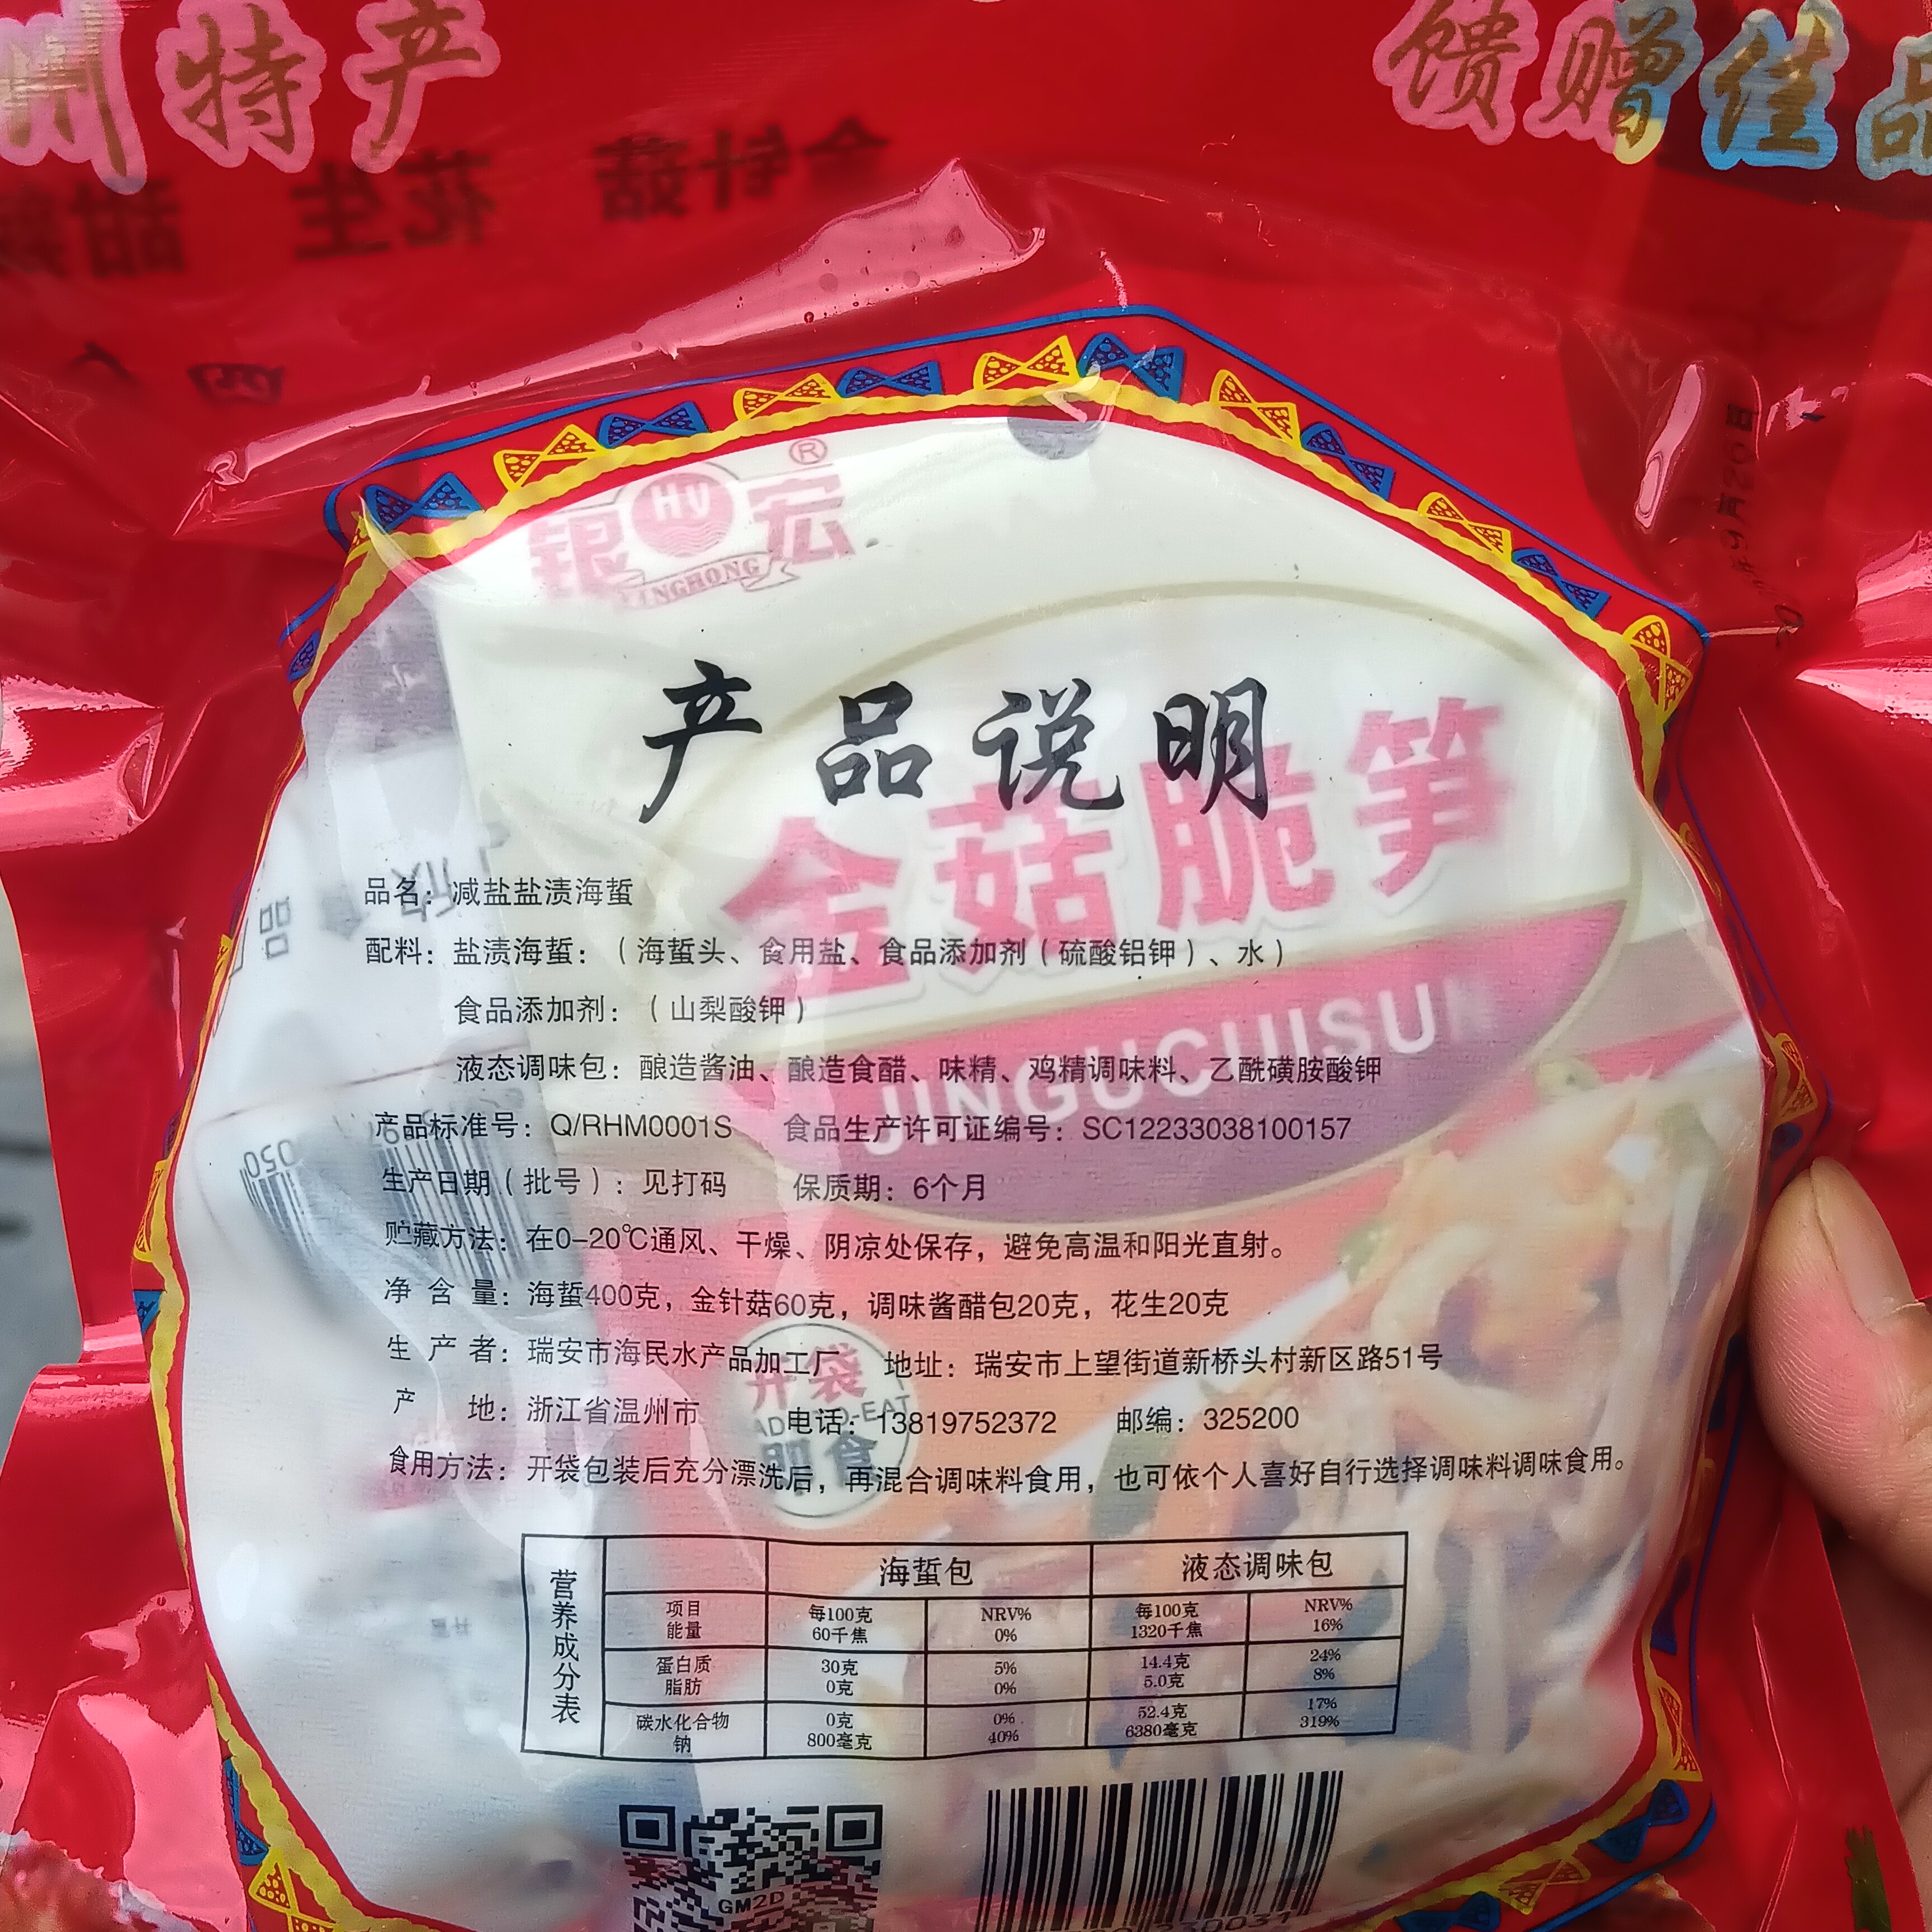 州特产
馈赠佳品
金针菇
花生
四
银宏
®
HV
产品说明
金菇脆笋
JINGUCUISUN
品名：减盐盐渍海蜇
配料：盐渍海蜇：（海蜇头、食用盐、食品添加剂（硫酸铝钾）、水）
食品添加剂：（山梨酸钾）
液态调味包：酿造酱油、酿造食醋、味精、鸡精调味料、乙酰磺胺酸钾
产品标准号：Q/RHM0001S 食品生产许可证编号：SC12233038100157
生产日期（批号）：见打码 保质期：6个月
贮藏方法：在0-20℃通风、干燥、阴凉处保存，避免高温和阳光直射。
净含量：海蜇400克，金针菇60克，调味酱醋包20克，花生20克
生产者：瑞安市海民水产品加工厂 地址：瑞安市上望街道新桥头村新区路51号
产地：浙江省温州市 电话：13819752372 邮编：325200
食用方法：开袋包装后充分漂洗后，再混合调味料食用，也可依个人喜好自行选择调味料调味食用。
开袋
即食
营养成分表
海蜇包 液态调味包
项目 每100克 NRV% 每100克 NRV%
能量 60千焦 0% 1320千焦 16%
蛋白质 30克 5% 14.4克 24%
脂肪 0克 0% 5.0克 8%
碳水化合物 0克 0% 52.4克 17%
钠 800毫克 40% 6380毫克 319%
GM2D